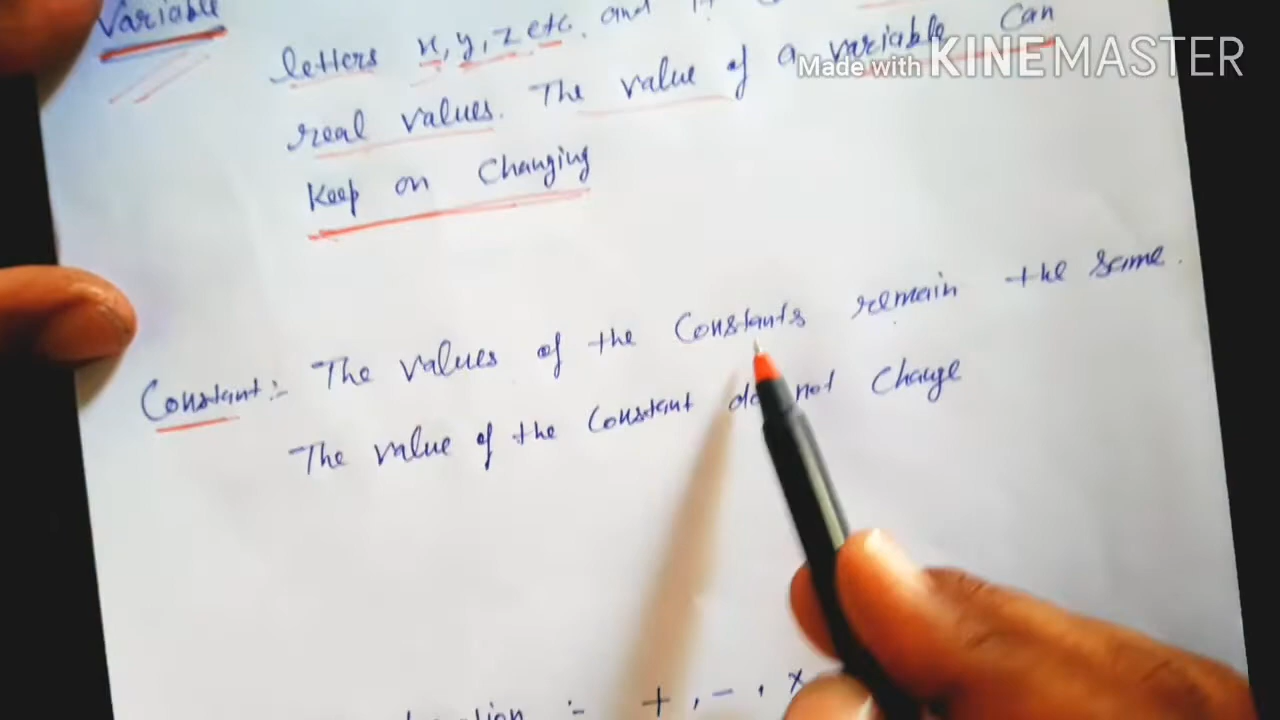 Variable
letters x, y, z etc. and
real values. The value of a variable Can
Keep on Changing
Made with KINEMASTER
Constant :- The values of the Constants remain the same.
The value of the Constant do not Change
:- + , - , x